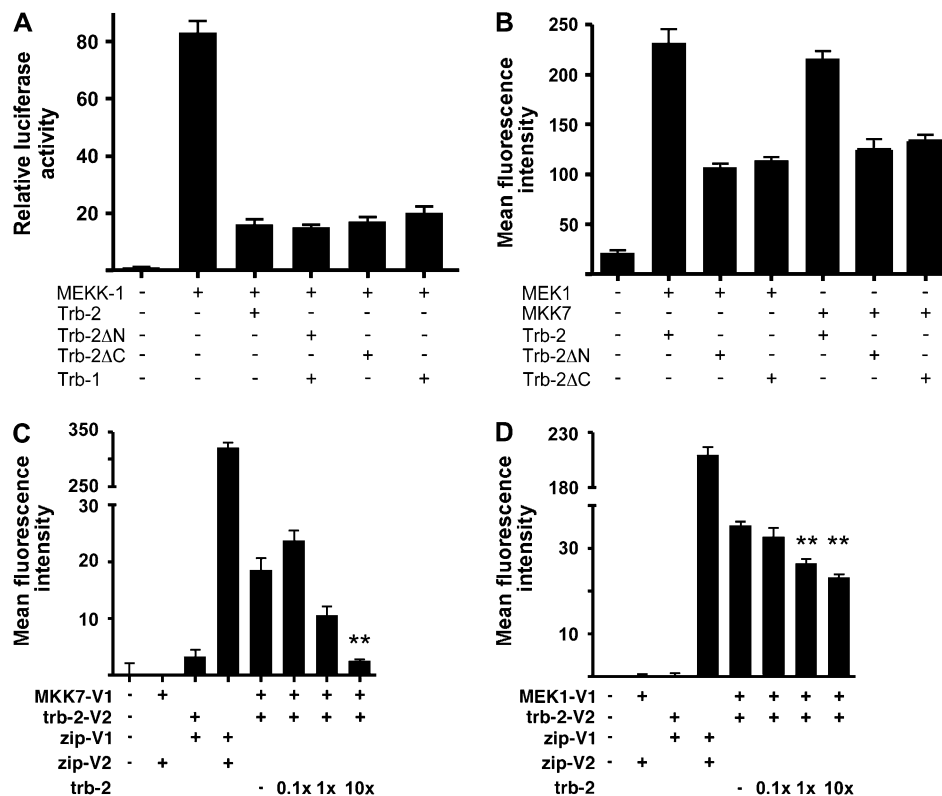 A
Relative luciferase activity
80
60
40
20
MEKK-1 - + + + + +
Trb-2 - - + - - -
Trb-2ΔN - - - + - -
Trb-2ΔC - - - - + -
Trb-1 - - - + - +
B
Mean fluorescence intensity
250
200
150
100
50
MEK1 - + + + - - -
MKK7 - - - - + + +
Trb-2 - + - - + - -
Trb-2ΔN - - + - - + -
Trb-2ΔC - - - + - - +
C
Mean fluorescence intensity
350
250
30
20
10
**
MKK7-V1 - + + + + +
trb-2-V2 + + + + +
zip-V1 - + +
zip-V2 - + +
trb-2 - 0.1x 1x 10x
D
Mean fluorescence intensity
230
180
30
10
** **
MEK1-V1 - + + + + +
trb-2-V2 - + + + + +
zip-V1 - + +
zip-V2 - + +
trb-2 - 0.1x 1x 10x